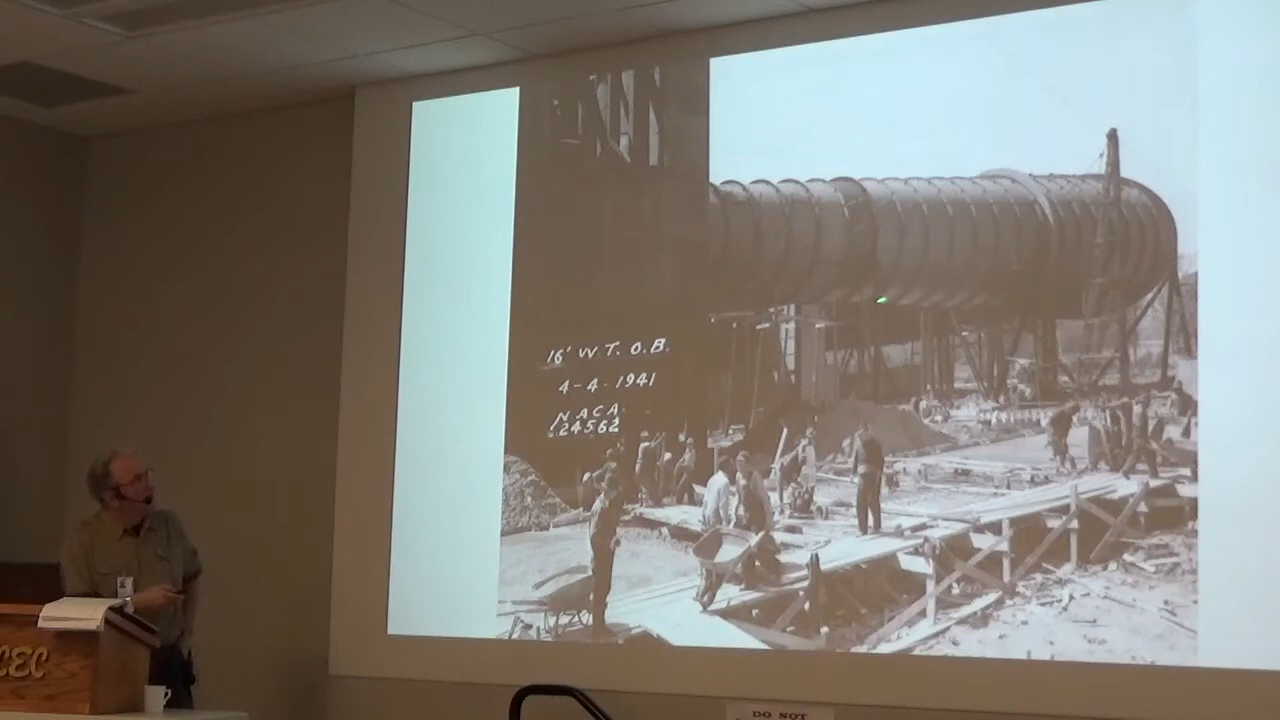 16' W.T. O.B.
4-4-1941
NACA
24562
CEC
DO NOT